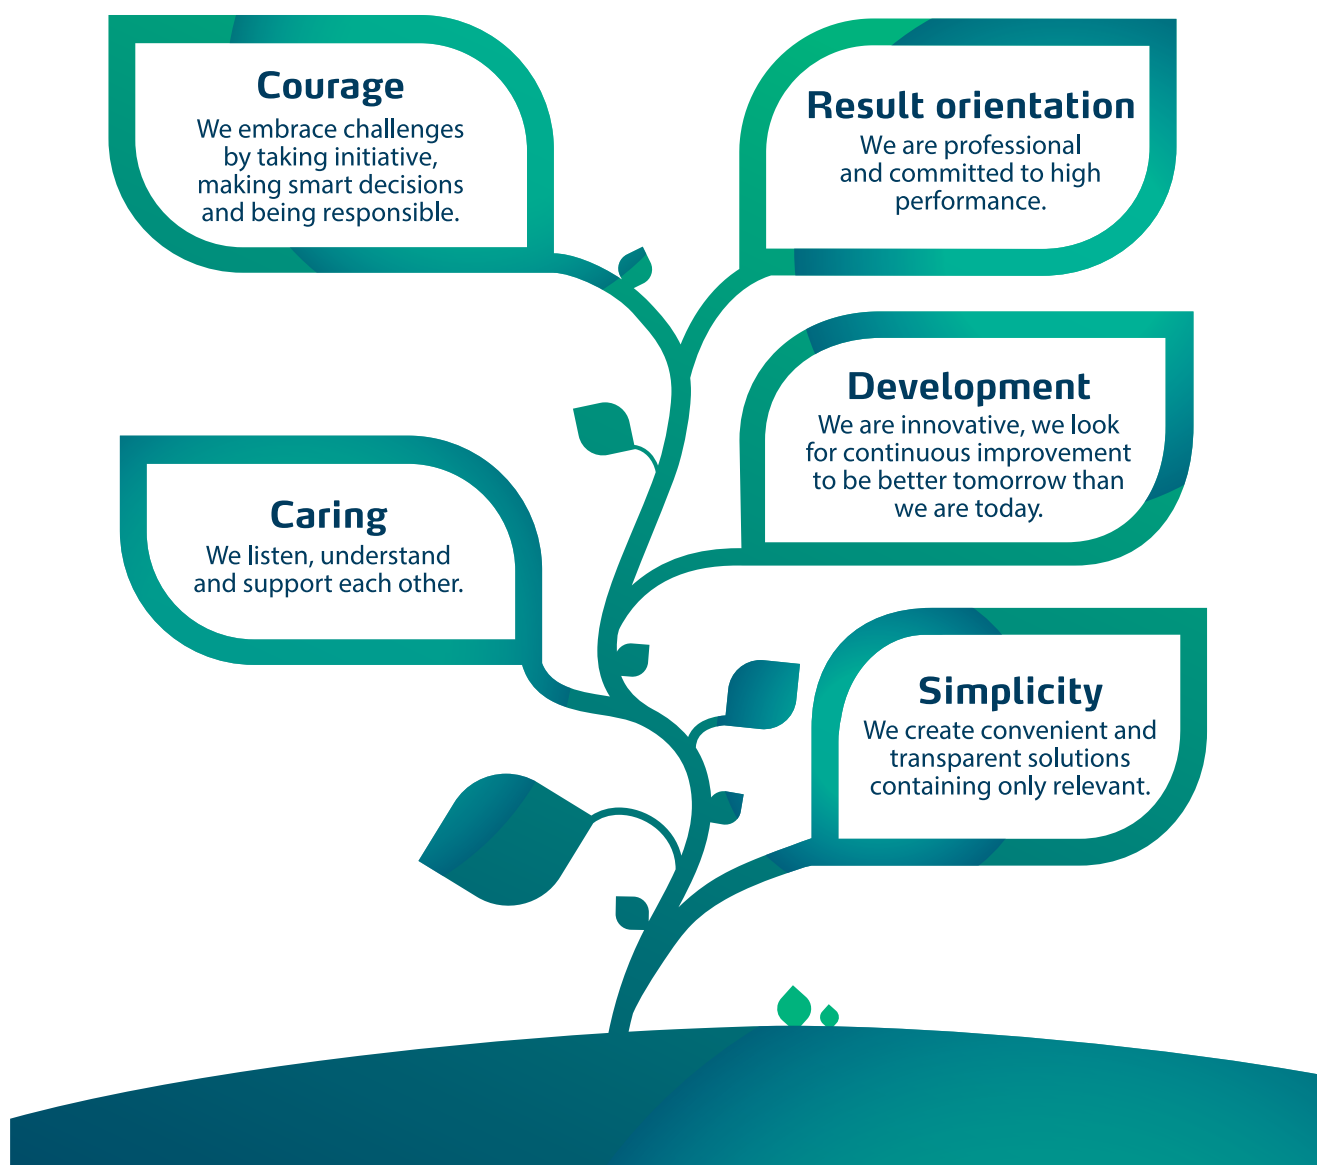 Courage
We embrace challenges
by taking initiative,
making smart decisions
and being responsible.
Result orientation
We are professional
and committed to high
performance.
Development
We are innovative, we look
for continuous improvement
to be better tomorrow than
we are today.
Caring
We listen, understand
and support each other.
Simplicity
We create convenient and
transparent solutions
containing only relevant.